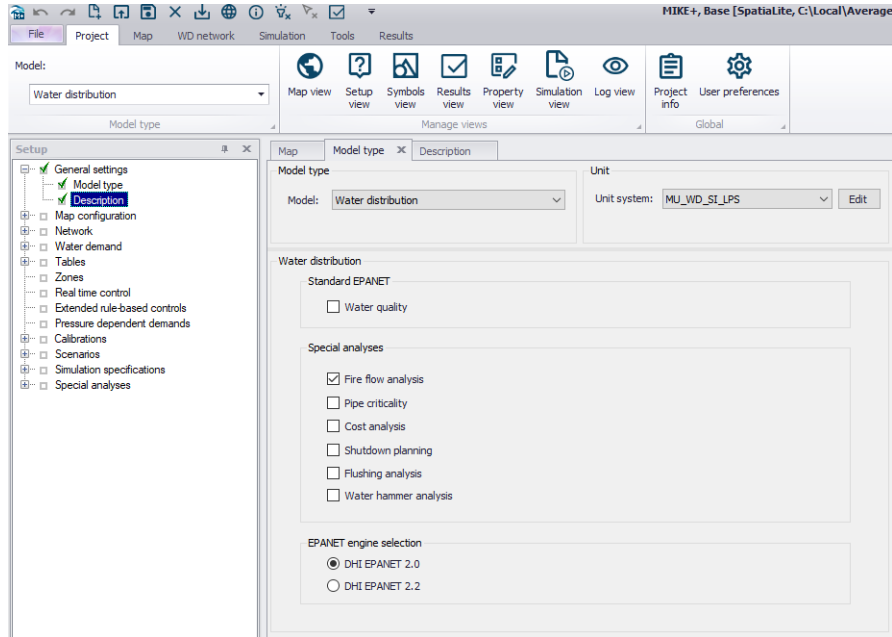 MIKE+, Base [SpatiaLite, C:\Local\Average
File Project Map WD network Simulation Tools Results
Model:
Water distribution
Model type
Map view
Setup view
Symbols view
Results view
Property view
Simulation view
Log view
Manage views
Project info
User preferences
Global
Setup
General settings
Model type
Description
Map configuration
Network
Water demand
Tables
Zones
Real time control
Extended rule-based controls
Pressure dependent demands
Calibrations
Scenarios
Simulation specifications
Special analyses
Map Model type Description
Model type
Model: Water distribution
Unit
Unit system: MU_WD_SI_LPS Edit
Water distribution
Standard EPANET
Water quality
Special analyses
Fire flow analysis
Pipe criticality
Cost analysis
Shutdown planning
Flushing analysis
Water hammer analysis
EPANET engine selection
DHI EPANET 2.0
DHI EPANET 2.2